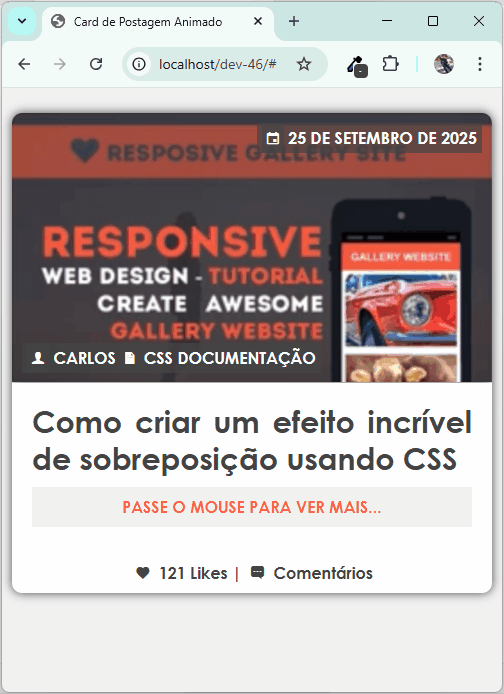 Card de Postagem Animado
localhost/dev-46/#
25 DE SETEMBRO DE 2025
RESPOSIVE GALLERY SITE
RESPONSIVE
WEB DESIGN - TUTORIAL
CREATE AWESOME
GALLERY WEBSITE
GALLERY WEBSITE
CARLOS CSS DOCUMENTAÇÃO
Como criar um efeito incrível
de sobreposição usando CSS
PASSE O MOUSE PARA VER MAIS...
121 Likes | Comentários